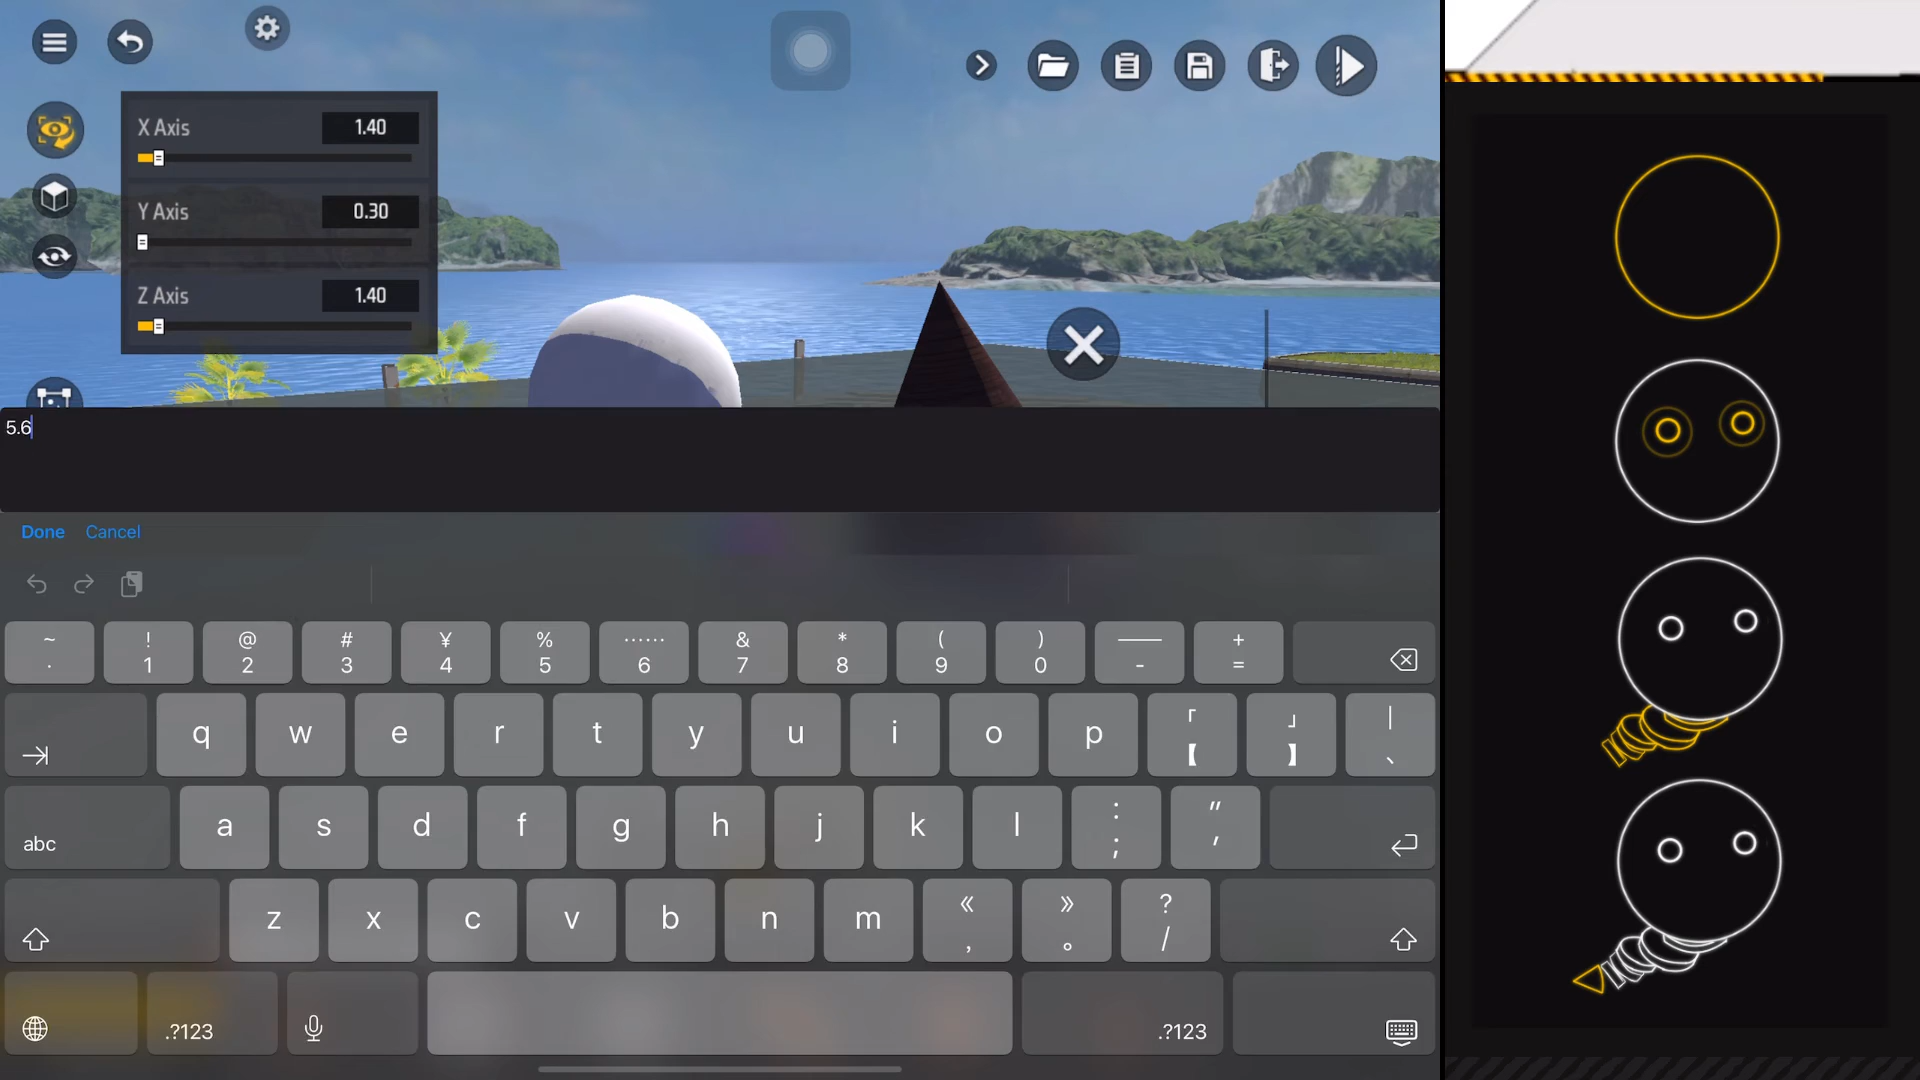 X Axis 1.40
Y Axis 0.30
Z Axis 1.40
5.6
Done Cancel
~ ! @ # ¥ % …… & * ( ) —— +
· 1 2 3 4 5 6 7 8 9 0 - =
q w e r t y u i o p 「 」 |
【 】 、
abc a s d f g h j k l : ; " '
z x c v b n m « , » 。 ? /
.?123 .?123